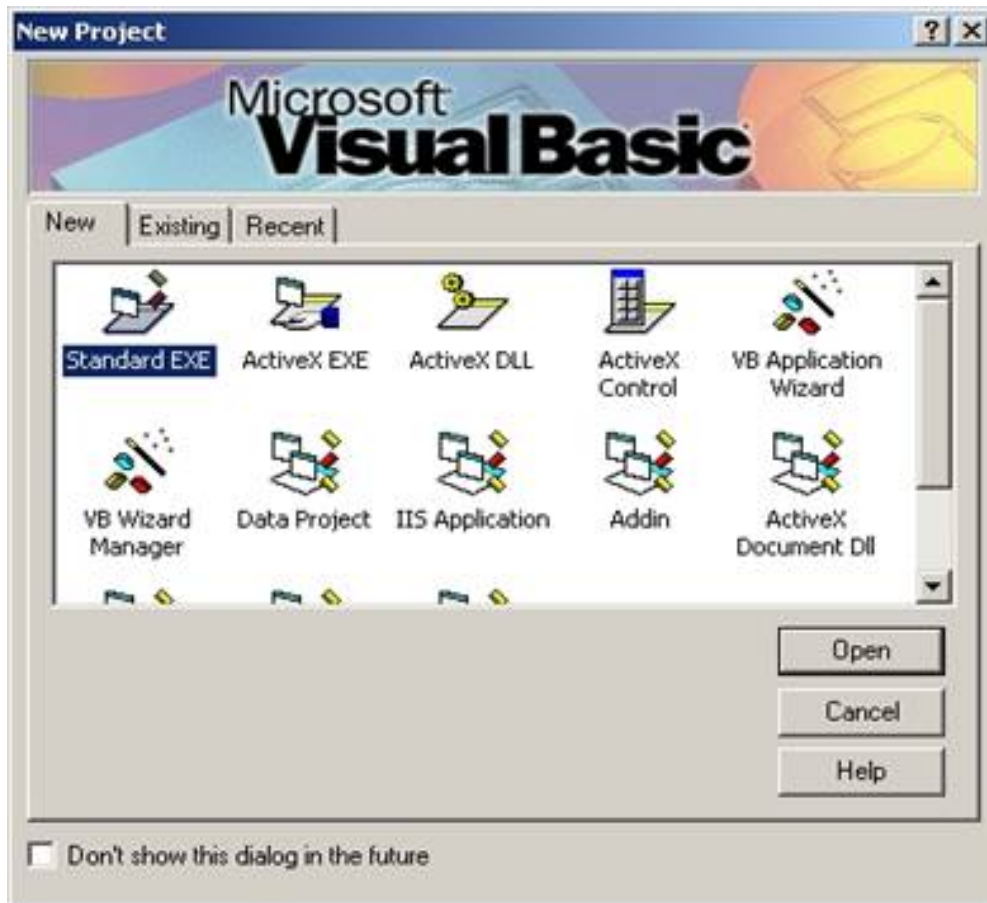 New Project
Microsoft
Visual Basic
New Existing Recent
Standard EXE ActiveX EXE ActiveX DLL ActiveX Control VB Application Wizard
VB Wizard Manager Data Project IIS Application Addin ActiveX Document Dll
Open
Cancel
Help
Don't show this dialog in the future